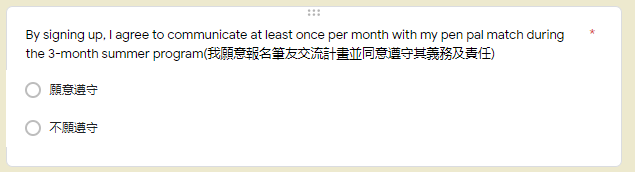 By signing up, I agree to communicate at least once per month with my pen pal match during *
the 3-month summer program(我願意報名筆友交流計畫並同意遵守其義務及責任)
願意遵守
不願遵守